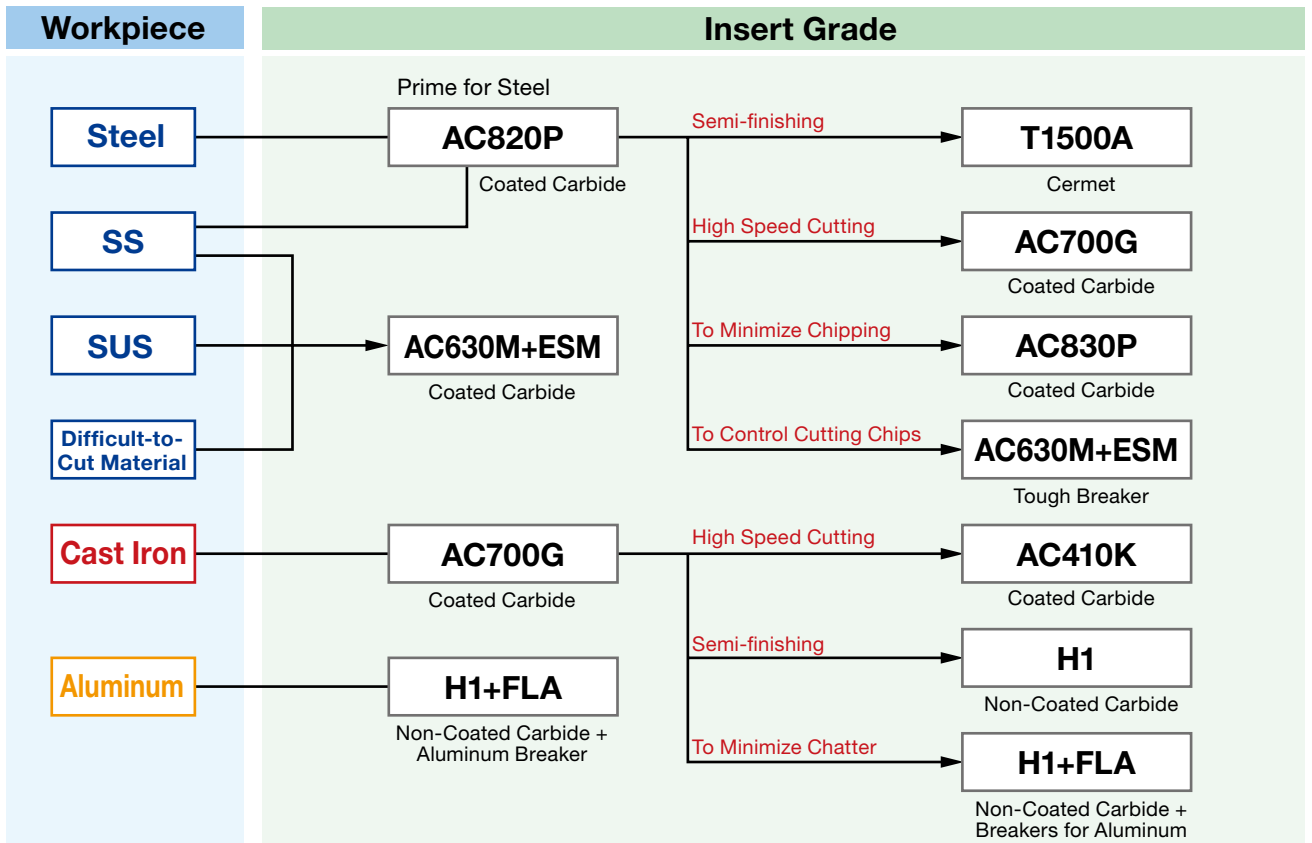 Workpiece
Insert Grade
Prime for Steel
Steel
AC820P
Coated Carbide
Semi-finishing
T1500A
Cermet
SS
High Speed Cutting
AC700G
Coated Carbide
SUS
AC630M+ESM
Coated Carbide
To Minimize Chipping
AC830P
Coated Carbide
Difficult-to-
Cut Material
To Control Cutting Chips
AC630M+ESM
Tough Breaker
Cast Iron
AC700G
Coated Carbide
High Speed Cutting
AC410K
Coated Carbide
Semi-finishing
H1
Non-Coated Carbide
Aluminum
H1+FLA
Non-Coated Carbide +
Aluminum Breaker
To Minimize Chatter
H1+FLA
Non-Coated Carbide +
Breakers for Aluminum